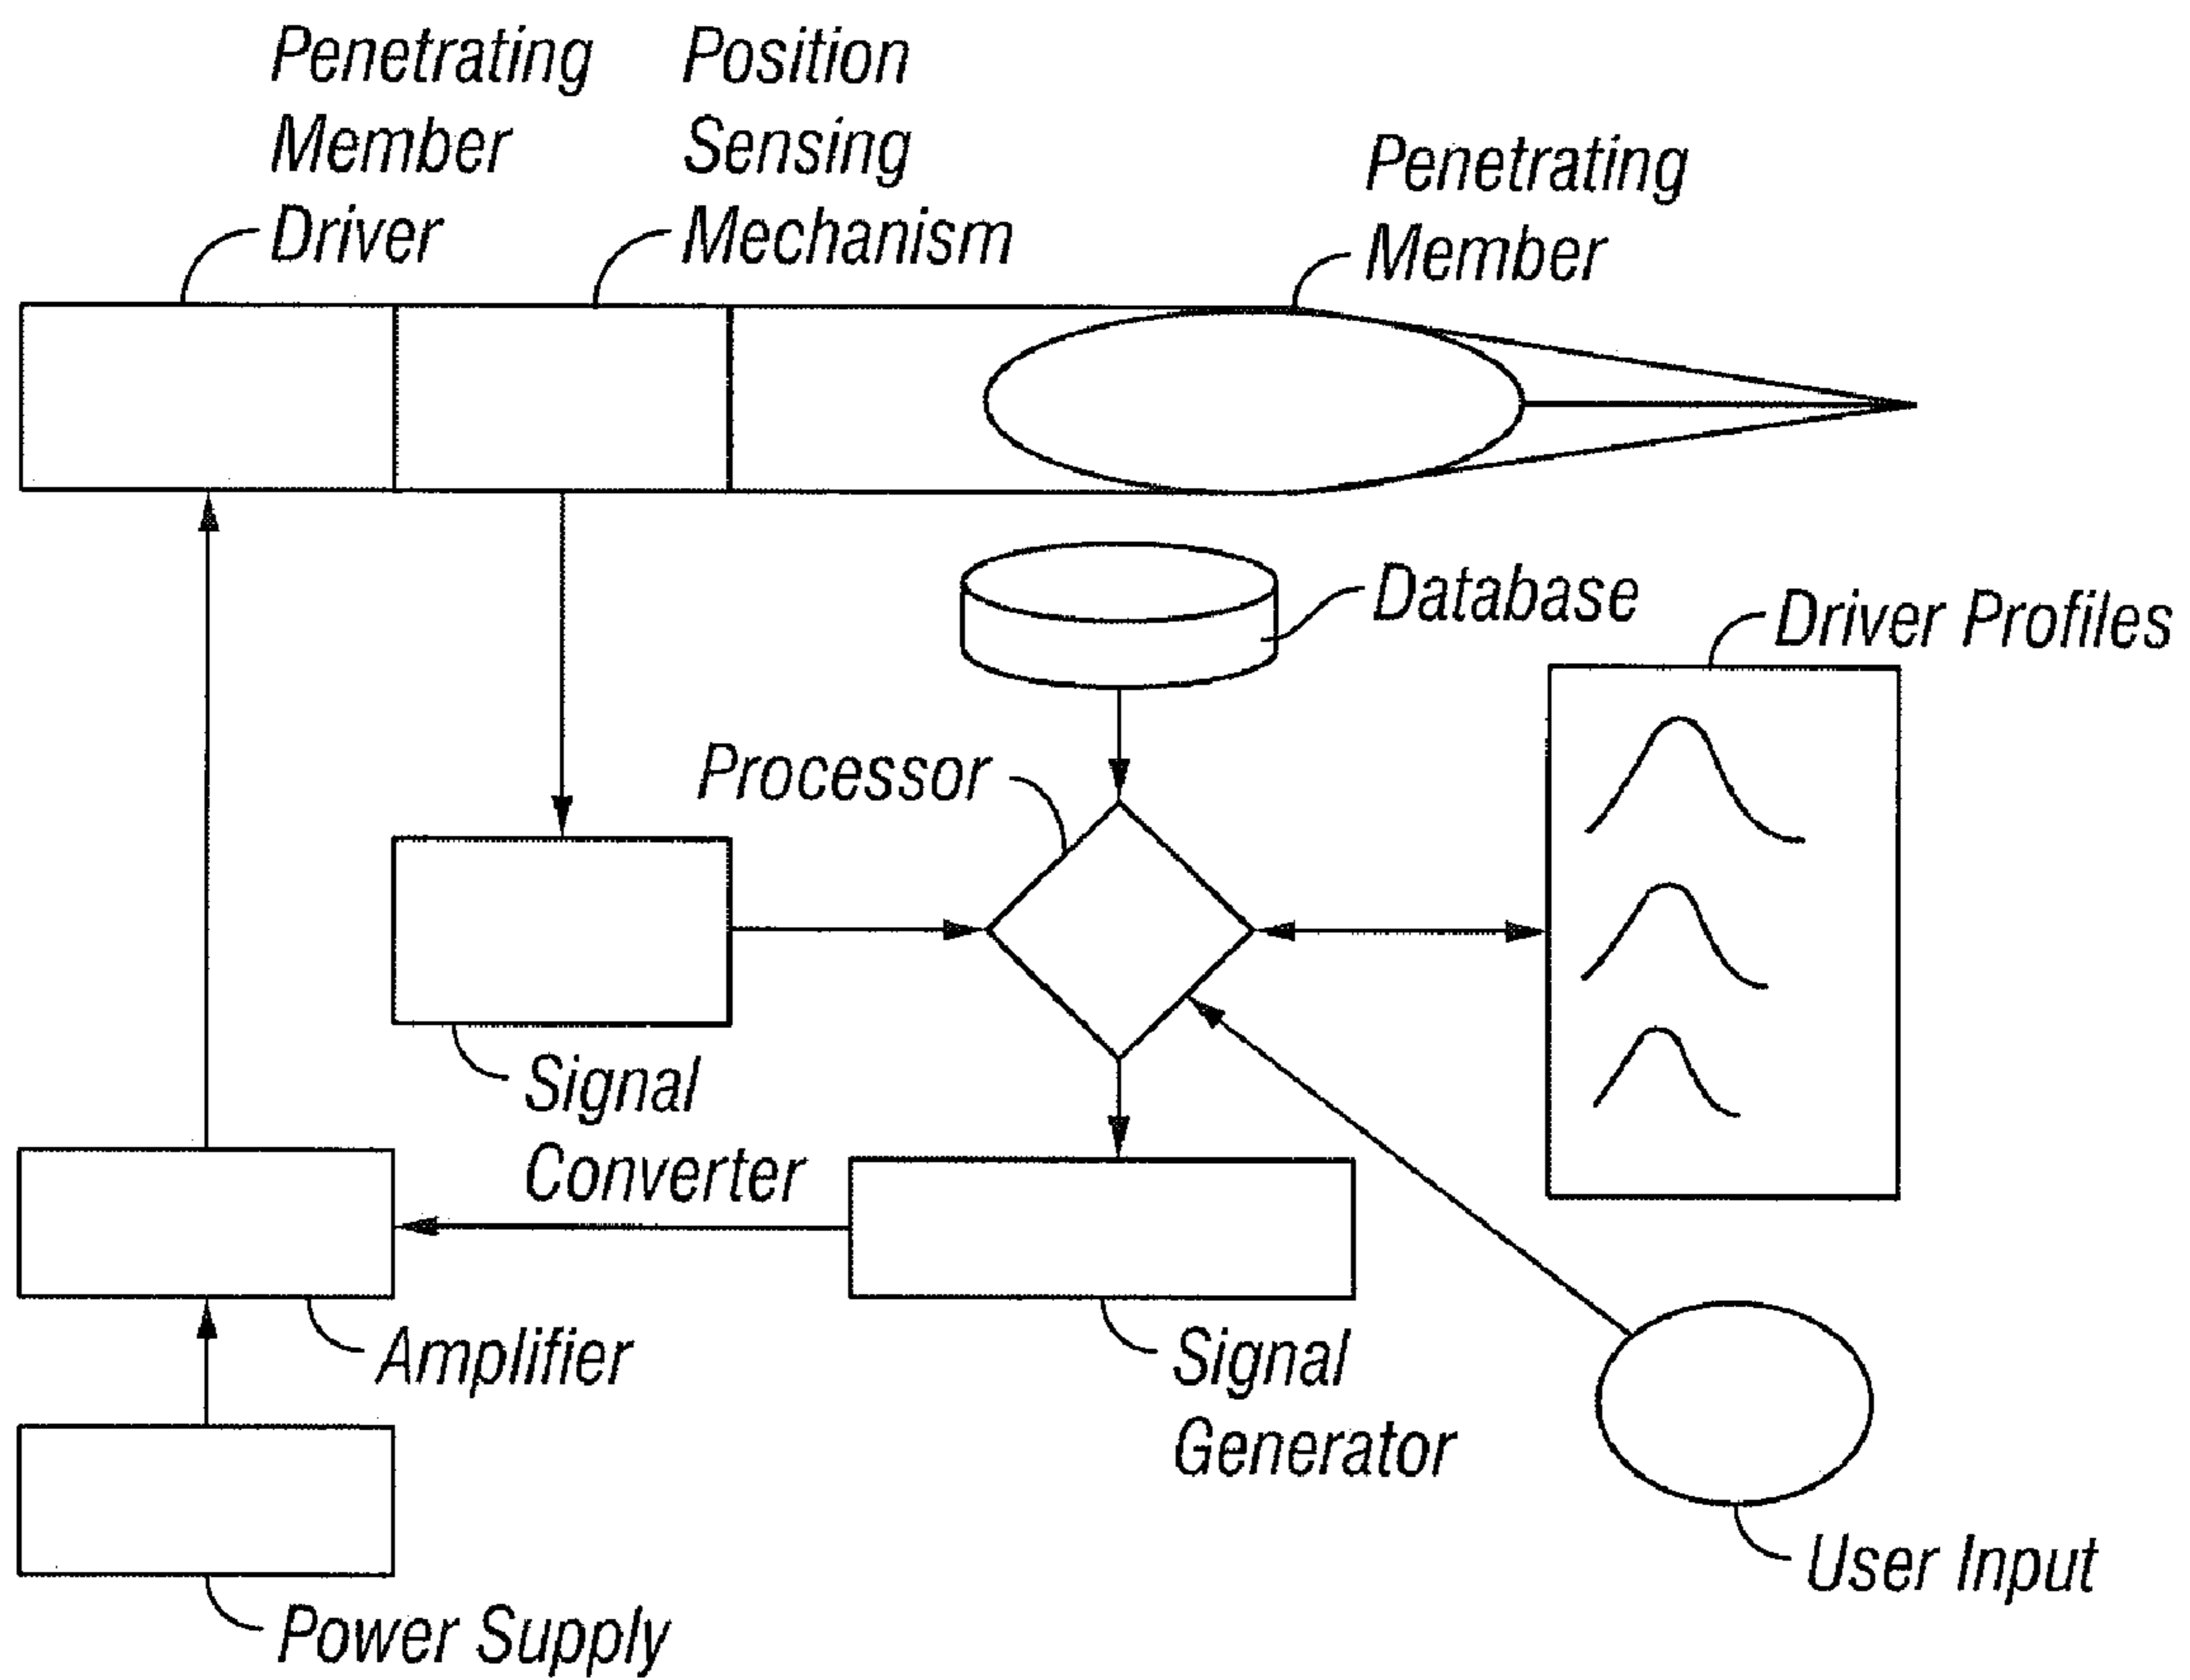 Penetrating
Member
Driver
Position
Sensing
Mechanism
Penetrating
Member
Database
Driver Profiles
Processor
Signal
Converter
Amplifier
Signal
Generator
User Input
Power Supply